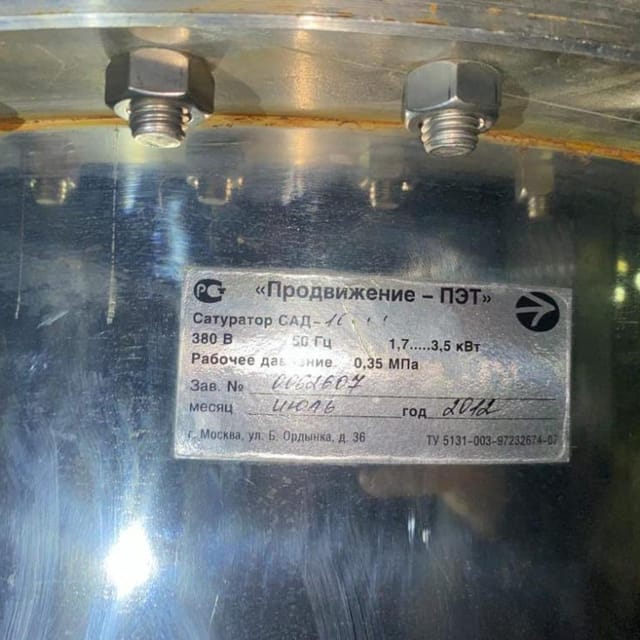 РСТ «Продвижение – ПЭТ»
Сатуратор САД-
380 В 50 Гц 1,7.....3,5 кВт
Рабочее давление 0,35 МПа
Зав. №
месяц июль год 2012
г. Москва, ул. Б. Ордынка, д. 36 ТУ 5131-003-97232674-07